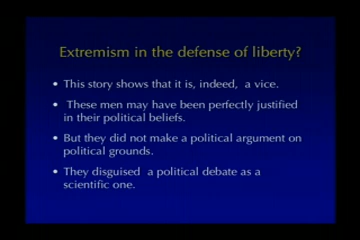 Extremism in the defense of liberty?
• This story shows that it is, indeed, a vice.
• These men may have been perfectly justified
in their political beliefs.
• But they did not make a political argument on
political grounds.
• They disguised a political debate as a
scientific one.